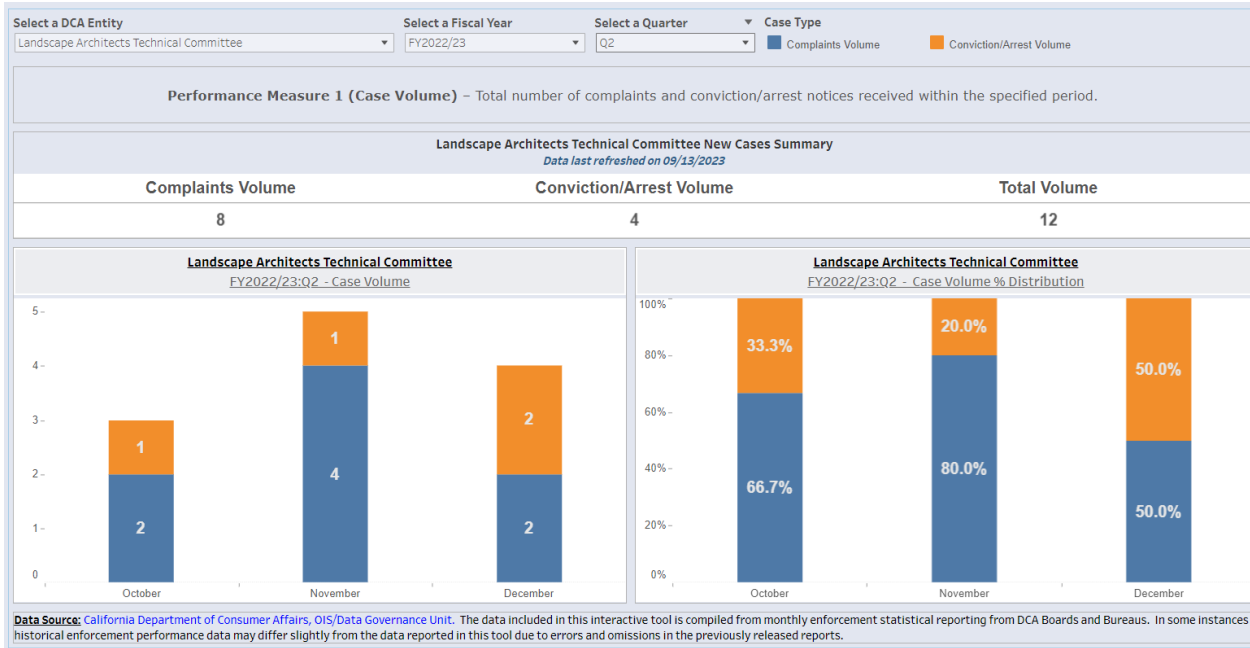 Select a DCA Entity
Select a Fiscal Year
Select a Quarter
Case Type
Landscape Architects Technical Committee
FY2022/23
Q2
Complaints Volume
Conviction/Arrest Volume
Performance Measure 1 (Case Volume) – Total number of complaints and conviction/arrest notices received within the specified period.
Landscape Architects Technical Committee New Cases Summary
Data last refreshed on 09/13/2023
Complaints Volume
Conviction/Arrest Volume
Total Volume
8
4
12
Landscape Architects Technical Committee
FY2022/23:Q2 - Case Volume
5
4
3
2
1
0
1
2
1
4
2
2
October
November
December
Landscape Architects Technical Committee
FY2022/23:Q2 - Case Volume % Distribution
100%
80%
60%
40%
20%
0%
33.3%
66.7%
20.0%
80.0%
50.0%
50.0%
October
November
December
Data Source: California Department of Consumer Affairs, OIS/Data Governance Unit. The data included in this interactive tool is compiled from monthly enforcement statistical reporting from DCA Boards and Bureaus. In some instances
historical enforcement performance data may differ slightly from the data reported in this tool due to errors and omissions in the previously released reports.